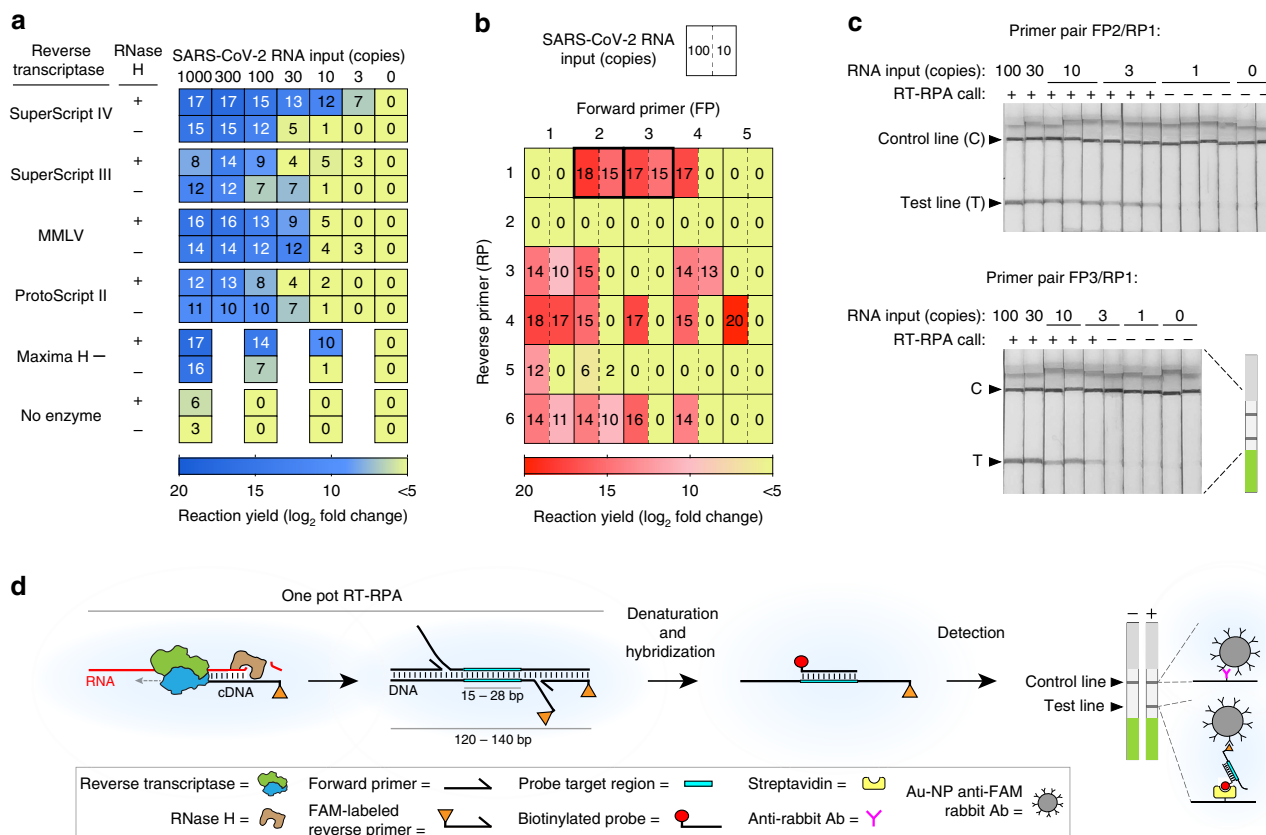 a
Reverse transcriptase
RNase H
SARS-CoV-2 RNA input (copies)
1000 300 100 30 10 3 0
SuperScript IV
+ 17 17 15 13 12 7 0
– 15 15 12 5 1 0 0
SuperScript III
+ 8 14 9 4 5 3 0
– 12 12 7 7 1 0 0
MMLV
+ 16 16 13 9 5 0 0
– 14 14 12 12 4 3 0
ProtoScript II
+ 12 13 8 4 2 0 0
– 11 10 10 7 1 0 0
Maxima H –
+ 17 14 10 0
– 16 7 1 0
No enzyme
+ 6 0 0 0
– 3 0 0 0
20 15 10 <5
Reaction yield (log2 fold change)
b
SARS-CoV-2 RNA
input (copies)
100 10
Forward primer (FP)
1 2 3 4 5
Reverse primer (RP)
1 0 0 18 15 17 15 17 0 0 0
2 0 0 0 0 0 0 0 0 0 0
3 14 10 15 0 0 0 14 13 0 0
4 18 17 15 0 17 0 15 0 20 0
5 12 0 6 2 0 0 0 0 0 0
6 14 11 14 10 16 0 14 0 0 0
20 15 10 <5
Reaction yield (log2 fold change)
c
Primer pair FP2/RP1:
RNA input (copies): 100 30 10 3 1 0
RT-RPA call: + + + + + + + – – – – – –
Control line (C)
Test line (T)
Primer pair FP3/RP1:
RNA input (copies): 100 30 10 3 1 0
RT-RPA call: + + + + + – – – – –
C
T
d
One pot RT-RPA
RNA
cDNA
DNA
15 – 28 bp
120 – 140 bp
Denaturation
and
hybridization
Detection
– +
Control line
Test line
Reverse transcriptase =
Forward primer =
Probe target region =
Streptavidin =
Au-NP anti-FAM
rabbit Ab =
RNase H =
FAM-labeled
reverse primer =
Biotinylated probe =
Anti-rabbit Ab =